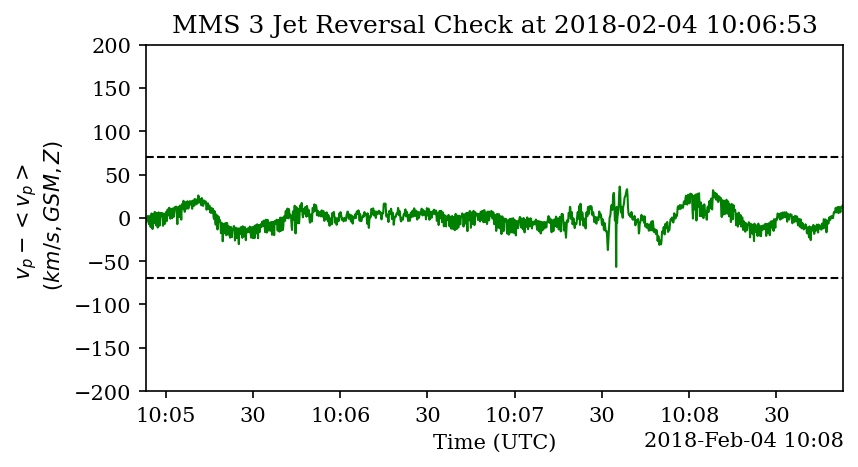 MMS 3 Jet Reversal Check at 2018-02-04 10:06:53
200
150
100
50
0
−50
−100
−150
−200
v_p − < v_p >
(km/s, GSM, Z)
10:05 30 10:06 30 10:07 30 10:08 30
Time (UTC) 2018-Feb-04 10:08